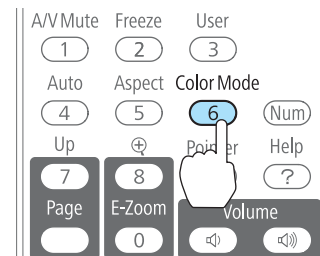 A/V Mute Freeze User
1 2 3
Auto Aspect Color Mode
4 5 6 Num
Up Pointer Help
7 8 ?
Page E-Zoom Volume
0